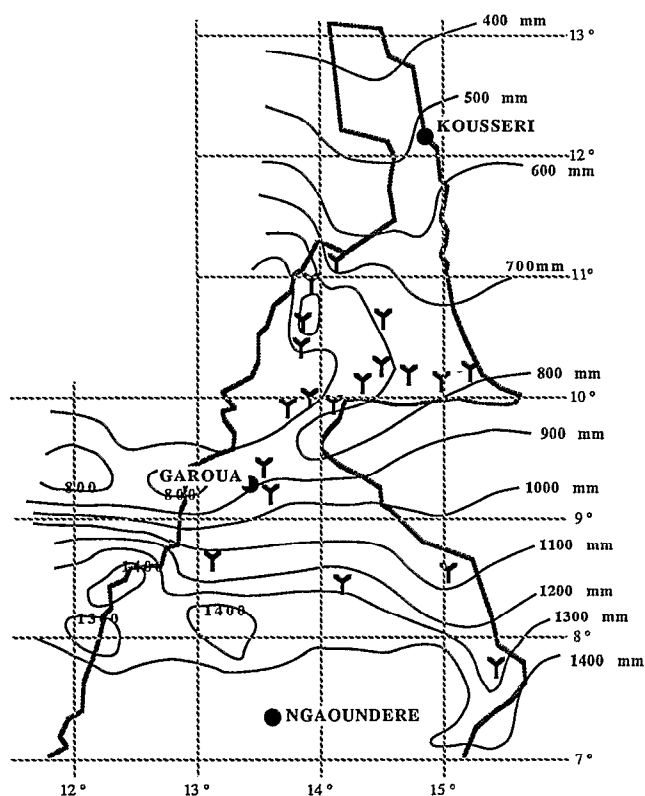 400 mm
13°
500 mm
KOUSSERI
12°
600 mm
700mm
11°
800 mm
10°
900 mm
GAROUA
800
800
1000 mm
9°
1100 mm
1400
1200 mm
1300
1400
1300 mm
8°
1400 mm
NGAOUNDERE
7°
12° 13° 14° 15°